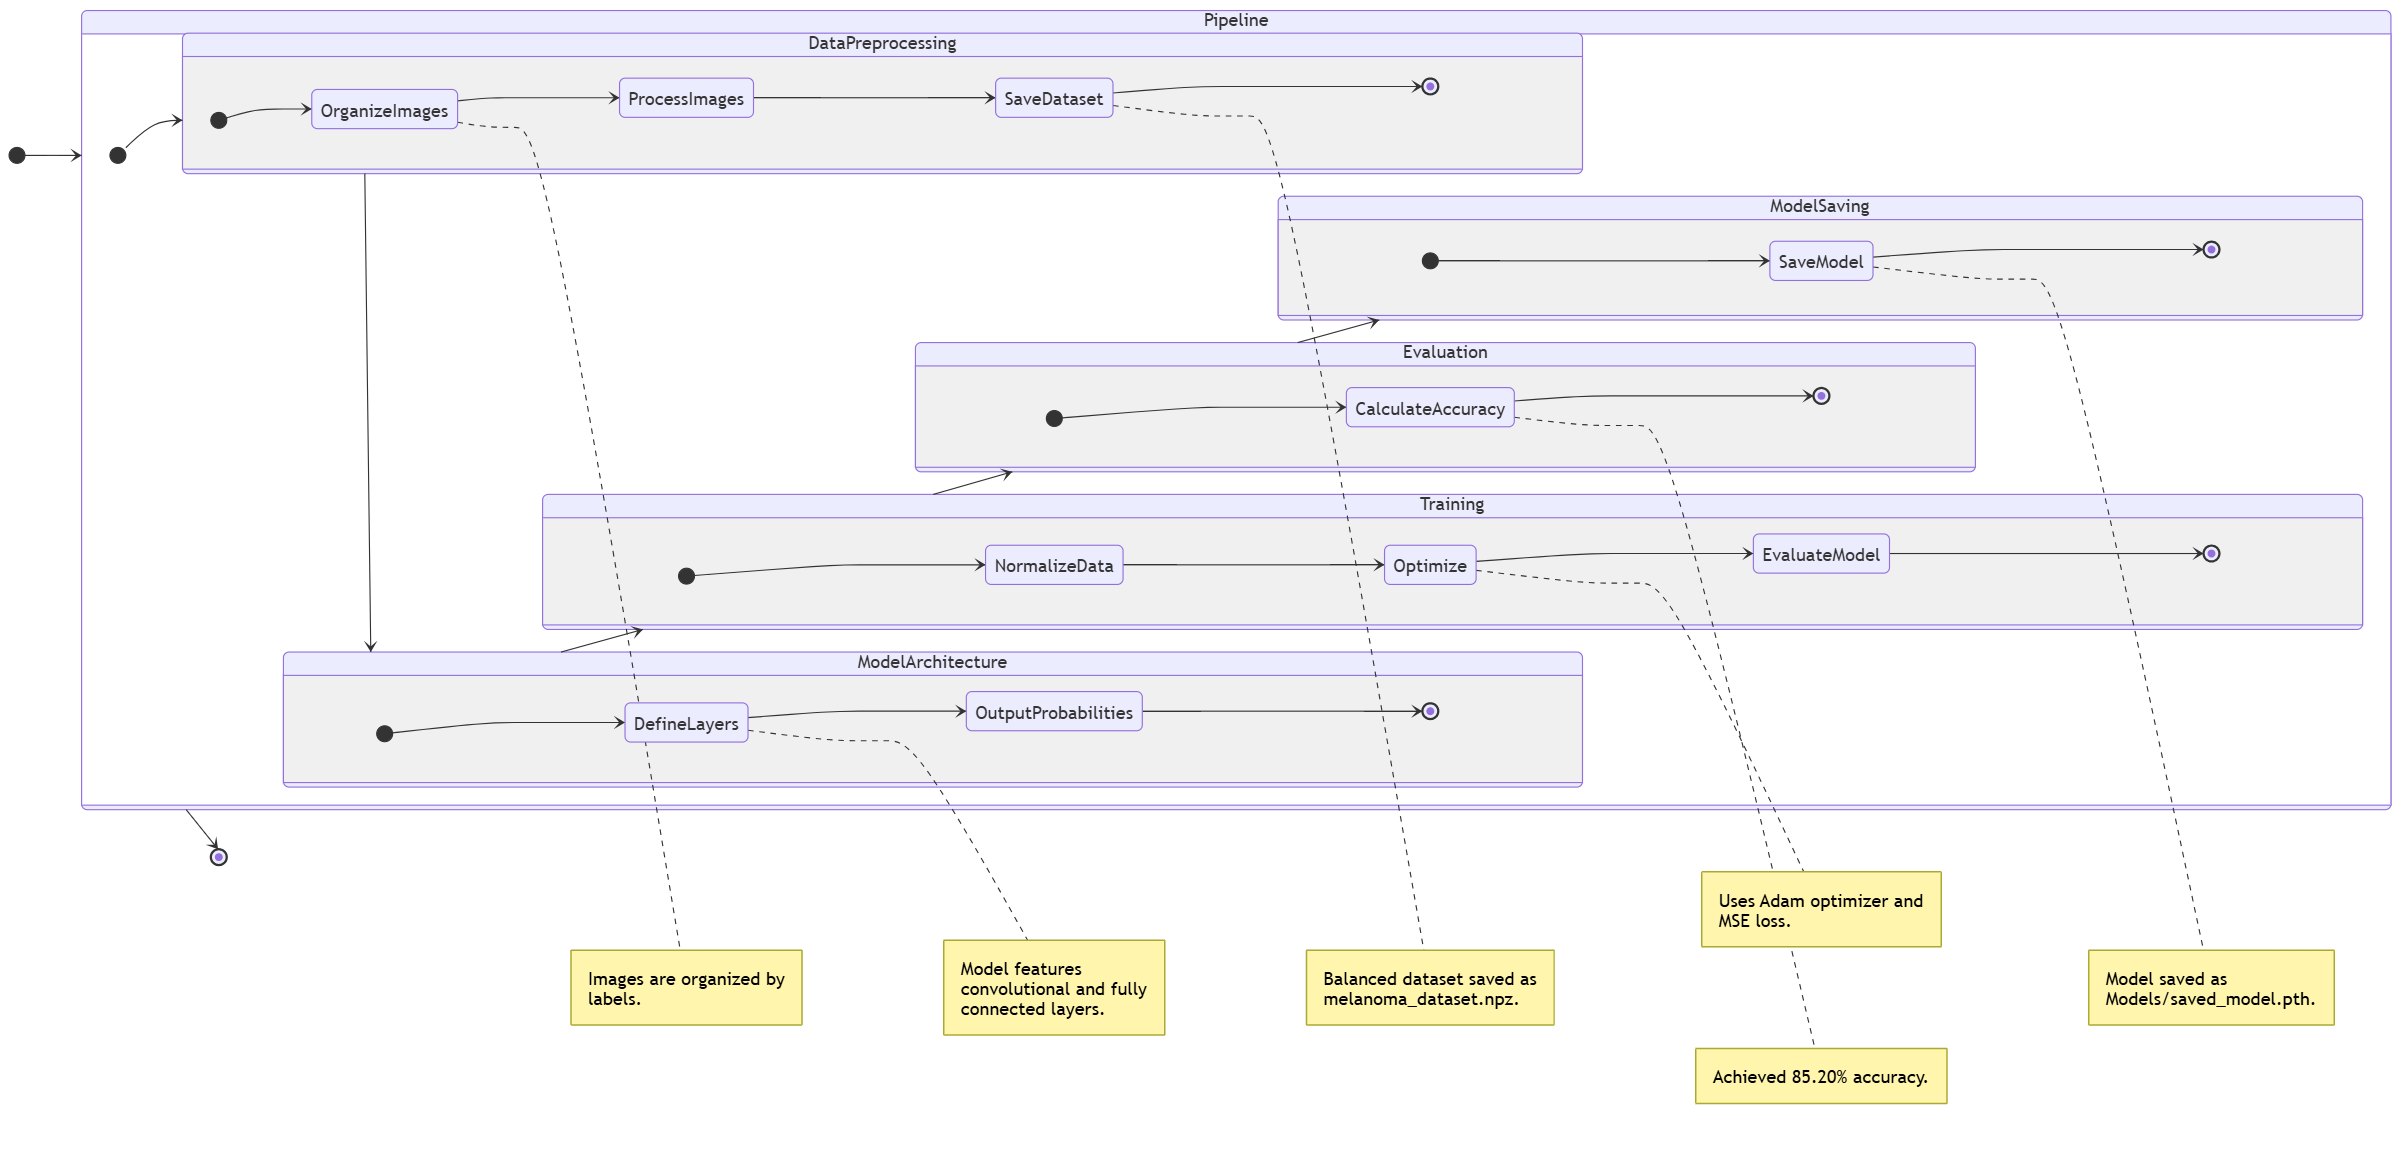 Pipeline
DataPreprocessing
OrganizeImages
ProcessImages
SaveDataset
ModelSaving
SaveModel
Evaluation
CalculateAccuracy
Training
NormalizeData
Optimize
EvaluateModel
ModelArchitecture
DefineLayers
OutputProbabilities
Images are organized by
labels.
Model features
convolutional and fully
connected layers.
Balanced dataset saved as
melanoma_dataset.npz.
Uses Adam optimizer and
MSE loss.
Model saved as
Models/saved_model.pth.
Achieved 85.20% accuracy.